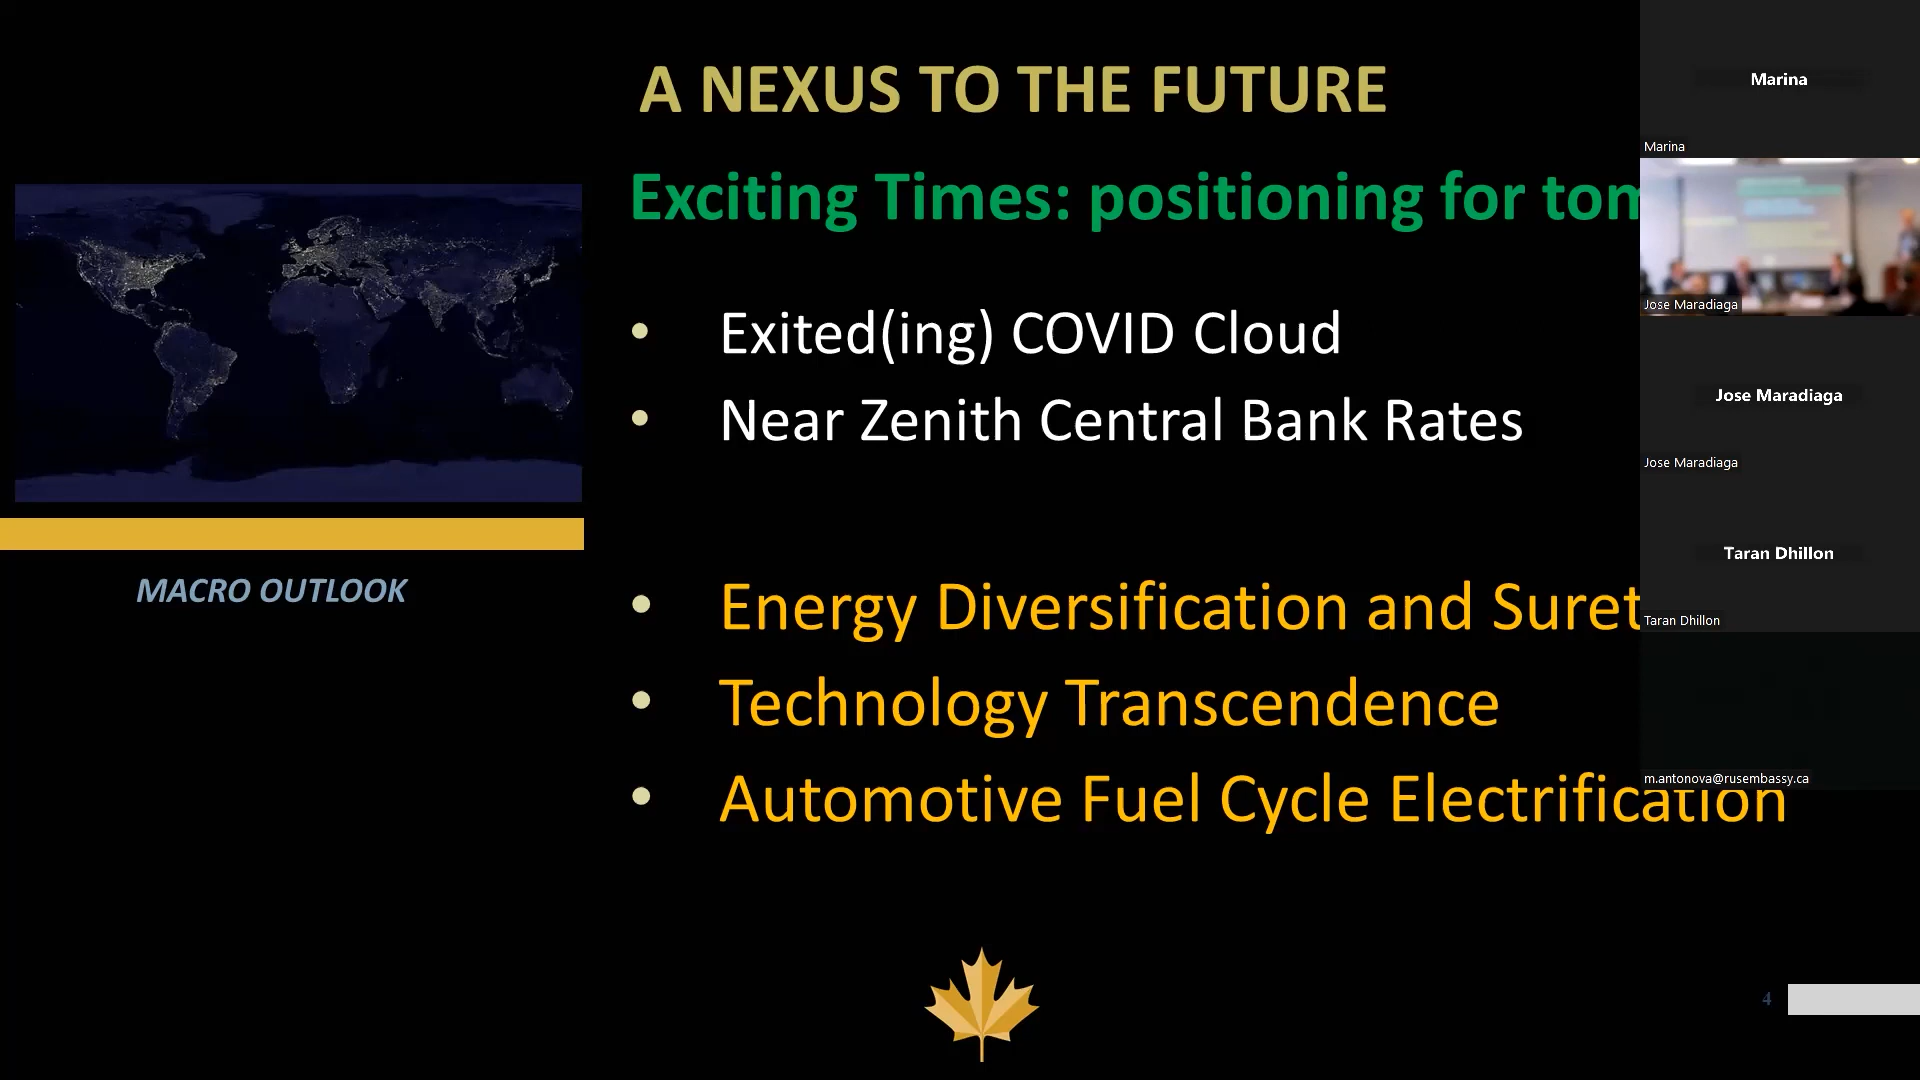 A NEXUS TO THE FUTURE
Exciting Times: positioning for
Exited(ing) COVID Cloud
Near Zenith Central Bank Rates
MACRO OUTLOOK
Energy Diversification and
Technology Transcendence
Automotive Fuel Cycle Electrification
4
Marina
Marina
Jose Maradiaga
Jose Maradiaga
Jose Maradiaga
Taran Dhillon
Taran Dhillon
m.antonova@rusembassy.ca